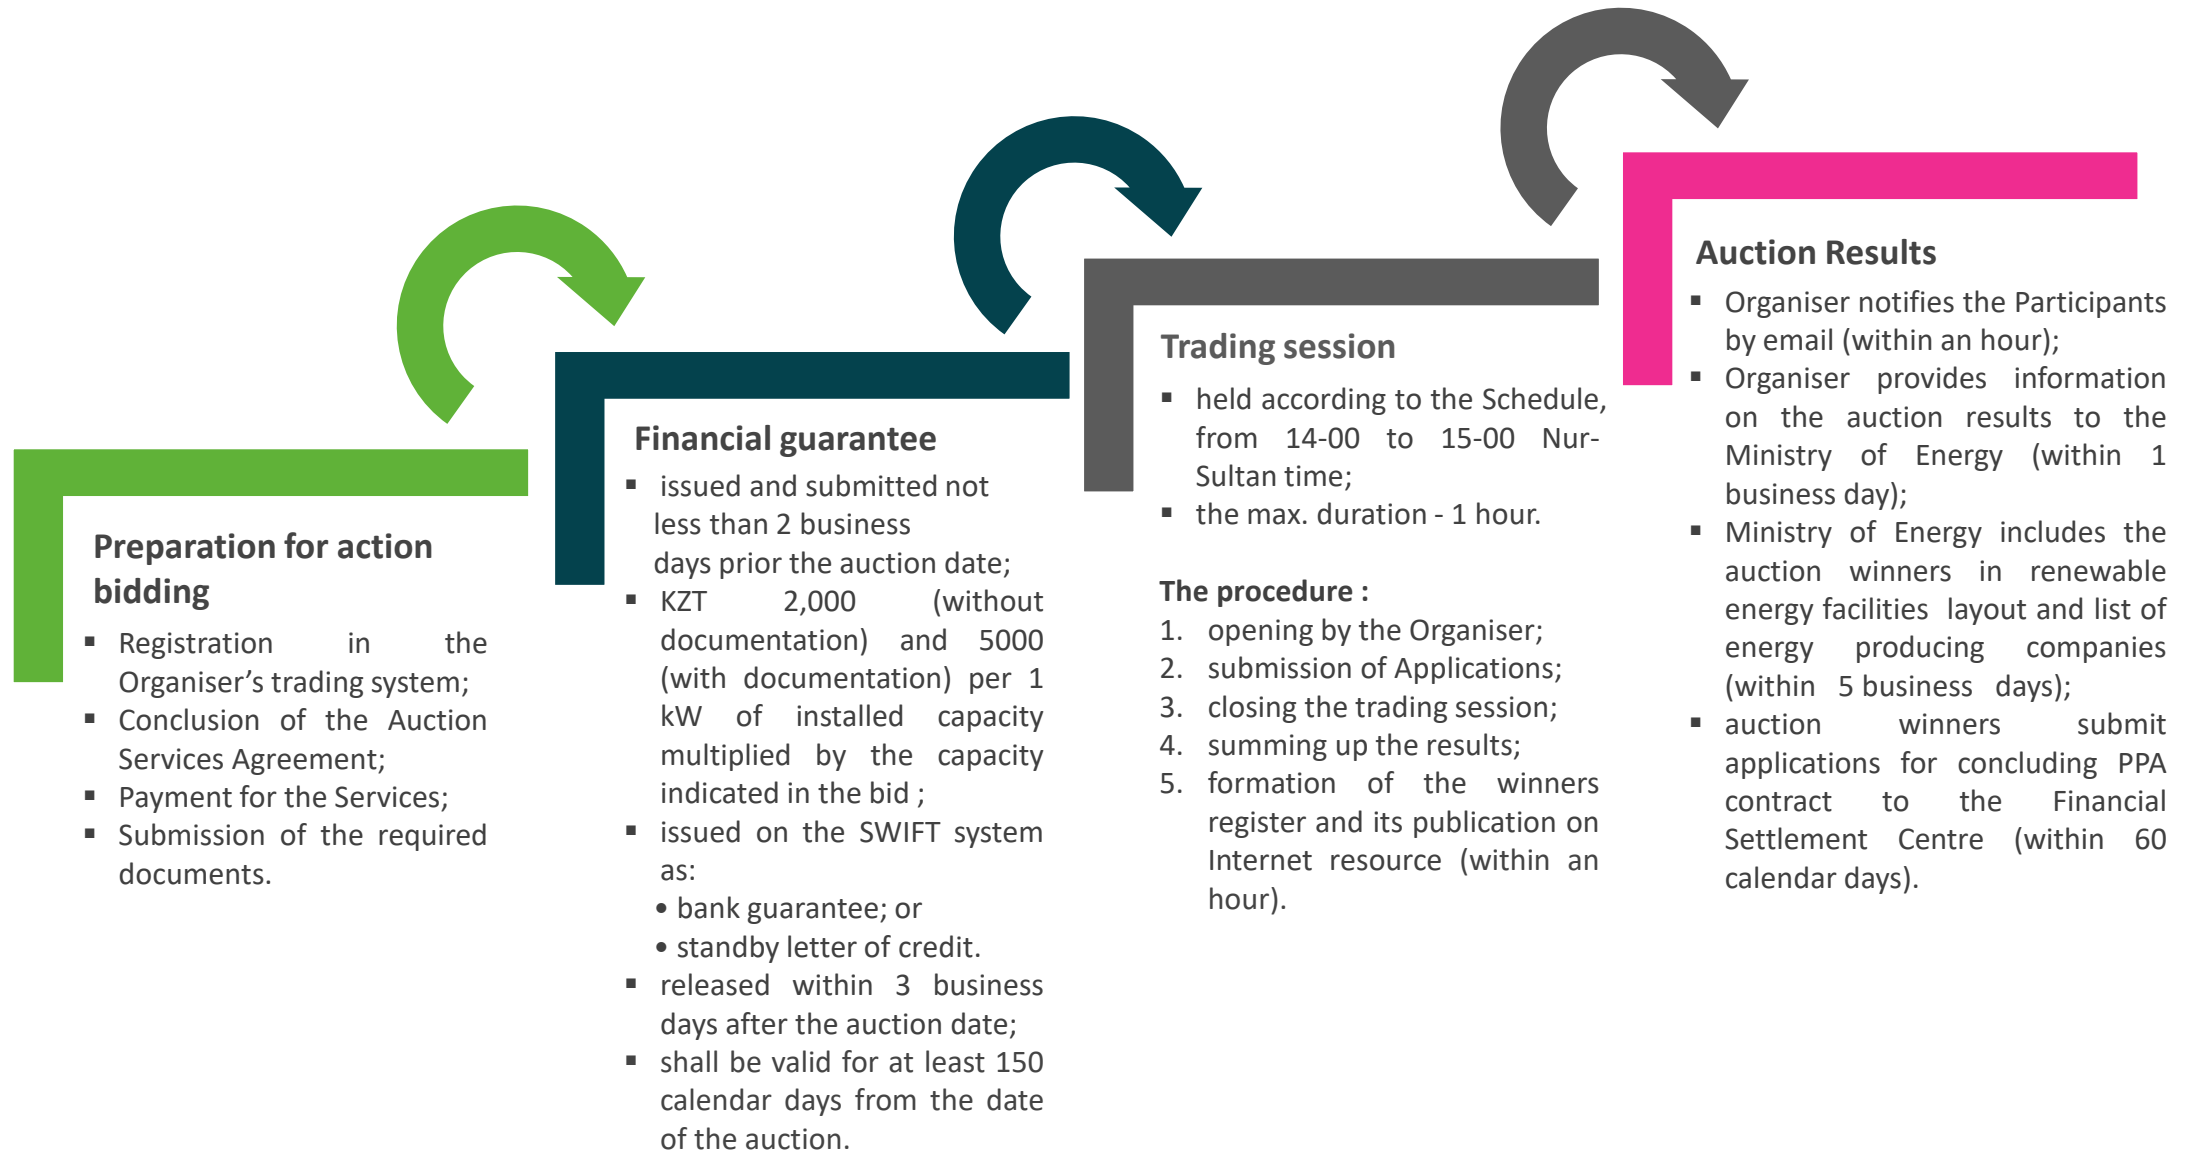 Preparation for action
bidding
▪ Registration in the
Organiser’s trading system;
▪ Conclusion of the Auction
Services Agreement;
▪ Payment for the Services;
▪ Submission of the required
documents.
Financial guarantee
▪ issued and submitted not
less than 2 business
days prior the auction date;
▪ KZT 2,000 (without
documentation) and 5000
(with documentation) per 1
kW of installed capacity
multiplied by the capacity
indicated in the bid ;
▪ issued on the SWIFT system
as:
• bank guarantee; or
• standby letter of credit.
▪ released within 3 business
days after the auction date;
▪ shall be valid for at least 150
calendar days from the date
of the auction.
Trading session
▪ held according to the Schedule,
from 14-00 to 15-00 Nur-
Sultan time;
▪ the max. duration - 1 hour.
The procedure :
1. opening by the Organiser;
2. submission of Applications;
3. closing the trading session;
4. summing up the results;
5. formation of the winners
register and its publication on
Internet resource (within an
hour).
Auction Results
▪ Organiser notifies the Participants
by email (within an hour);
▪ Organiser provides information
on the auction results to the
Ministry of Energy (within 1
business day);
▪ Ministry of Energy includes the
auction winners in renewable
energy facilities layout and list of
energy producing companies
(within 5 business days);
▪ auction winners submit
applications for concluding PPA
contract to the Financial
Settlement Centre (within 60
calendar days).